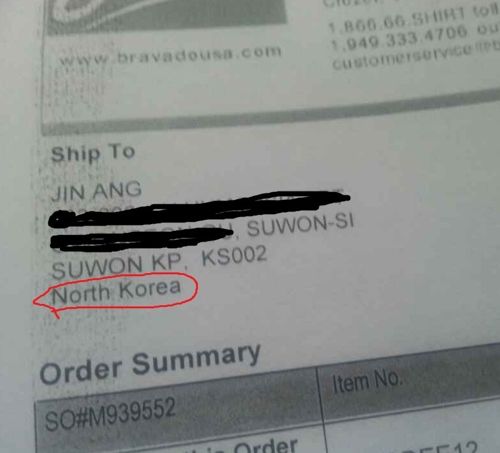 1.866.66.SHIRT toll
www.bravadousa.com
1.949.333.4706
customerservice
Ship To
JIN ANG
, SUWON-SI
SUWON KP, KS002
North Korea
Order Summary
SO#M939552
Item No.
Order